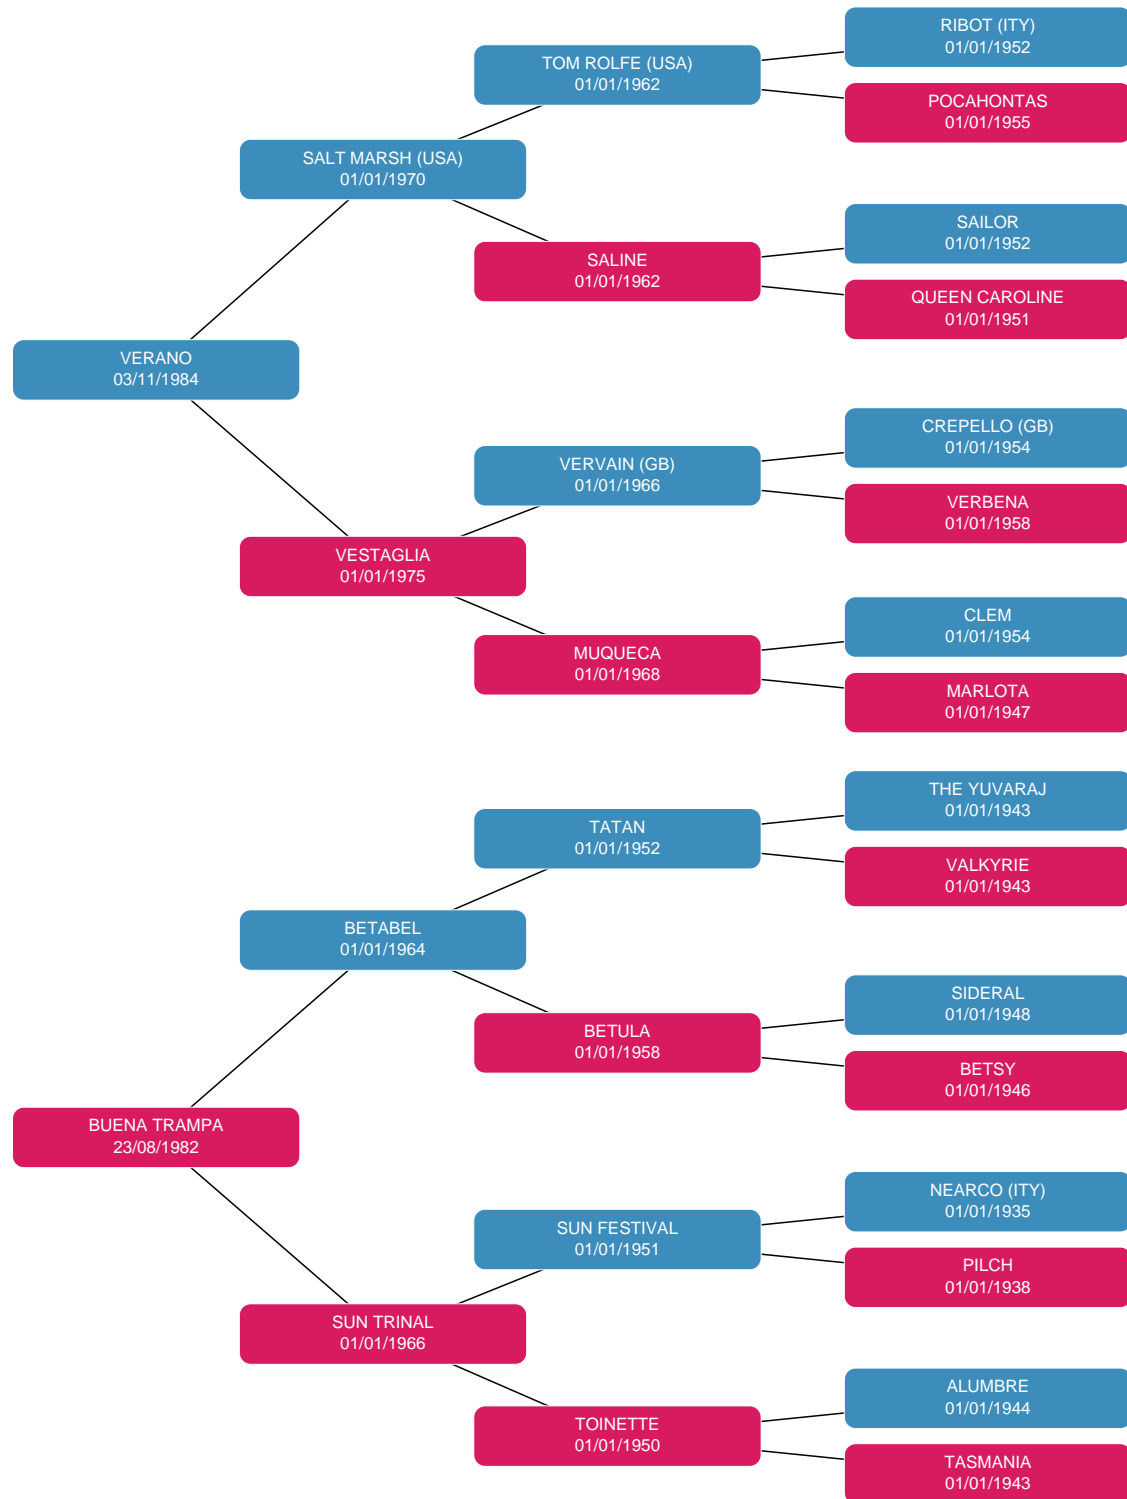 RIBOT (ITY)
01/01/1952
TOM ROLFE (USA)
01/01/1962
POCAHONTAS
01/01/1955
SALT MARSH (USA)
01/01/1970
SAILOR
01/01/1952
SALINE
01/01/1962
QUEEN CAROLINE
01/01/1951
VERANO
03/11/1984
CREPELLO (GB)
01/01/1954
VERVAIN (GB)
01/01/1966
VERBENA
01/01/1958
VESTAGLIA
01/01/1975
CLEM
01/01/1954
MUQUECA
01/01/1968
MARLOTA
01/01/1947
THE YUVARAJ
01/01/1943
TATAN
01/01/1952
VALKYRIE
01/01/1943
BETABEL
01/01/1964
SIDERAL
01/01/1948
BETULA
01/01/1958
BETSY
01/01/1946
BUENA TRAMPA
23/08/1982
NEARCO (ITY)
01/01/1935
SUN FESTIVAL
01/01/1951
PILCH
01/01/1938
SUN TRINAL
01/01/1966
ALUMBRE
01/01/1944
TOINETTE
01/01/1950
TASMANIA
01/01/1943